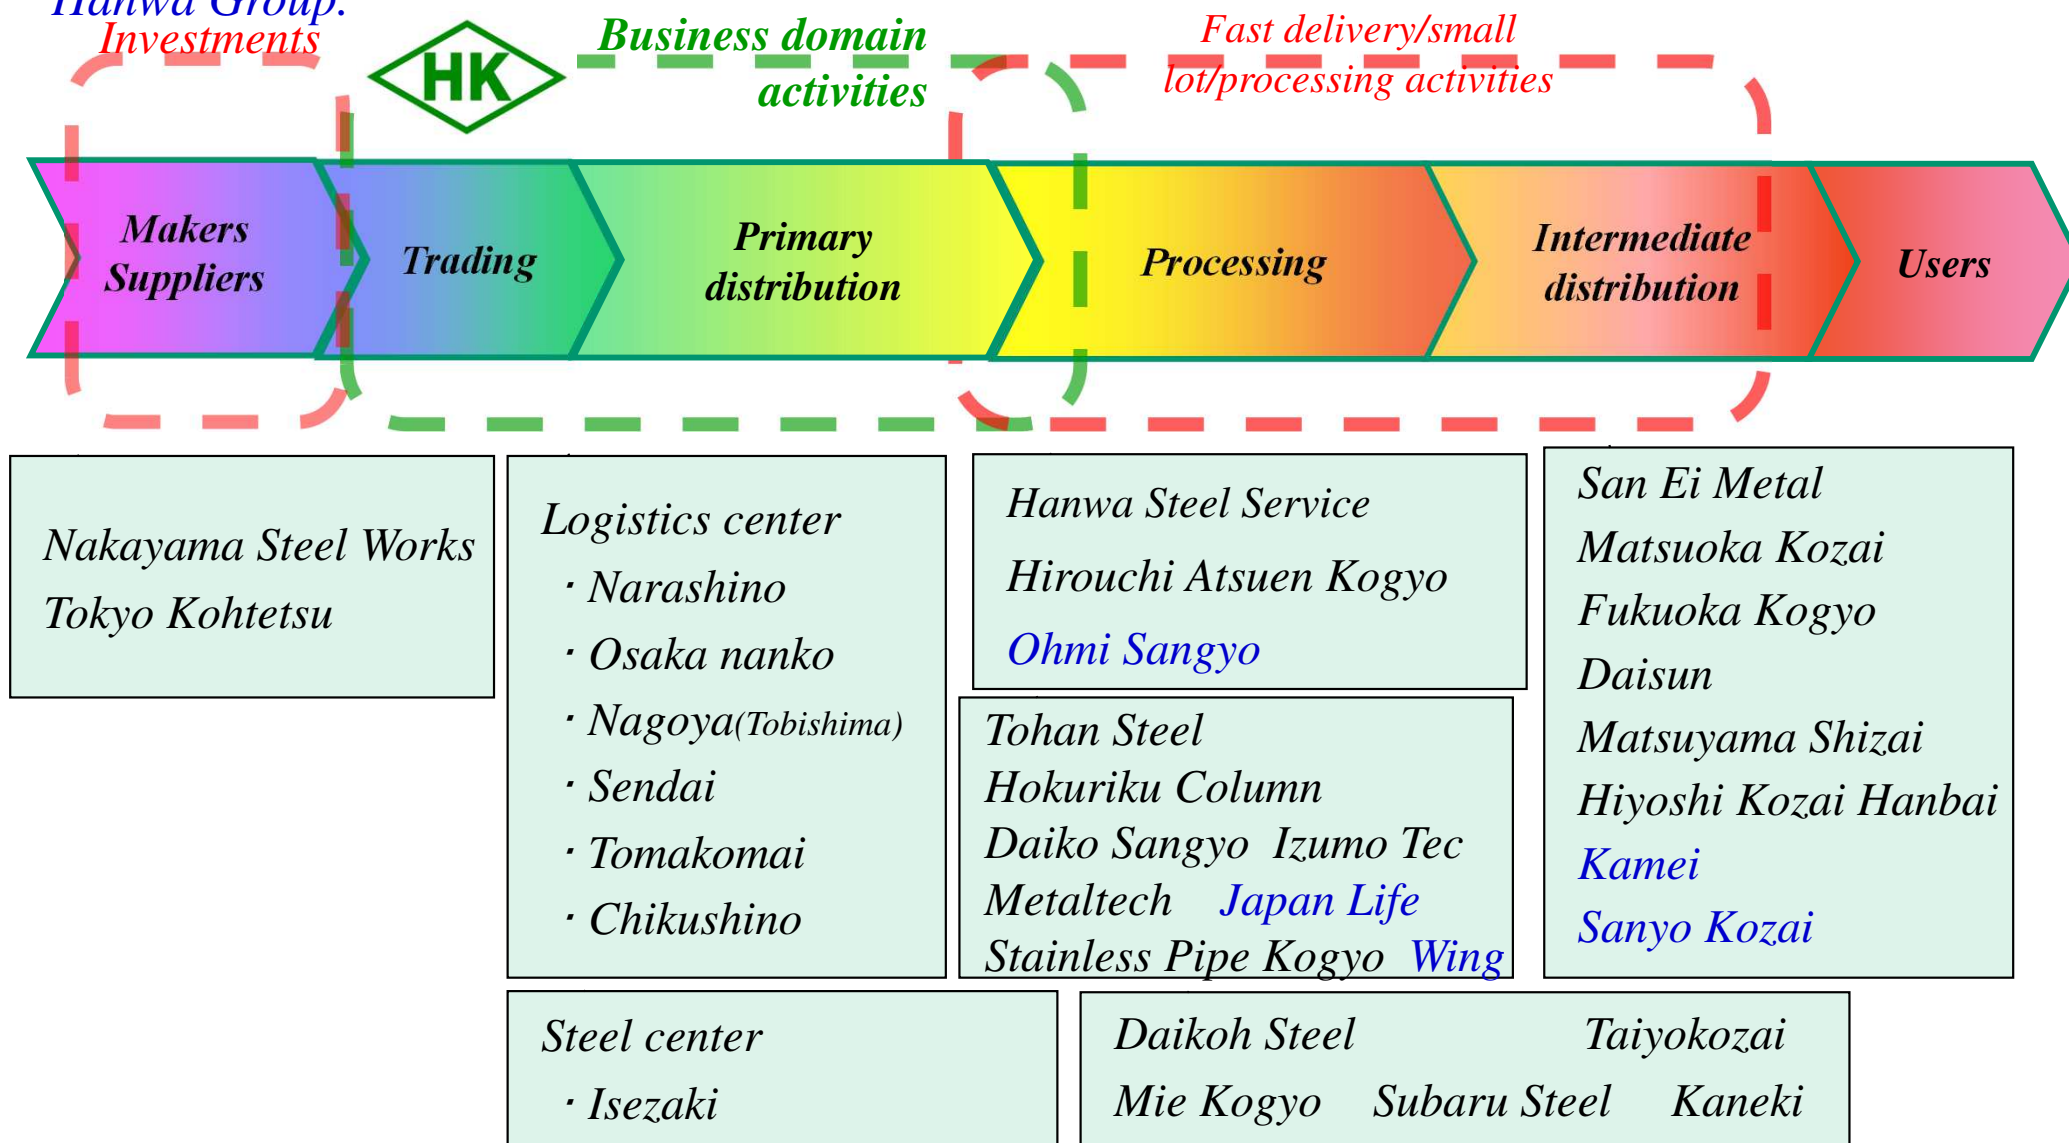 Hanwa Group.
Investments
HK
Business domain
activities
Fast delivery/small
lot/processing activities
Makers
Suppliers
Trading
Primary
distribution
Processing
Intermediate
distribution
Users
Nakayama Steel Works
Tokyo Kohtetsu
Logistics center
・Narashino
・Osaka nanko
・Nagoya(Tobishima)
・Sendai
・Tomakomai
・Chikushino
Steel center
・Isezaki
Hanwa Steel Service
Hirouchi Atsuen Kogyo
Ohmi Sangyo
Tohan Steel
Hokuriku Column
Daiko Sangyo Izumo Tec
Metaltech Japan Life
Stainless Pipe Kogyo Wing
San Ei Metal
Matsuoka Kozai
Fukuoka Kogyo
Daisun
Matsuyama Shizai
Hiyoshi Kozai Hanbai
Kamei
Sanyo Kozai
Daikoh Steel Taiyokozai
Mie Kogyo Subaru Steel Kaneki